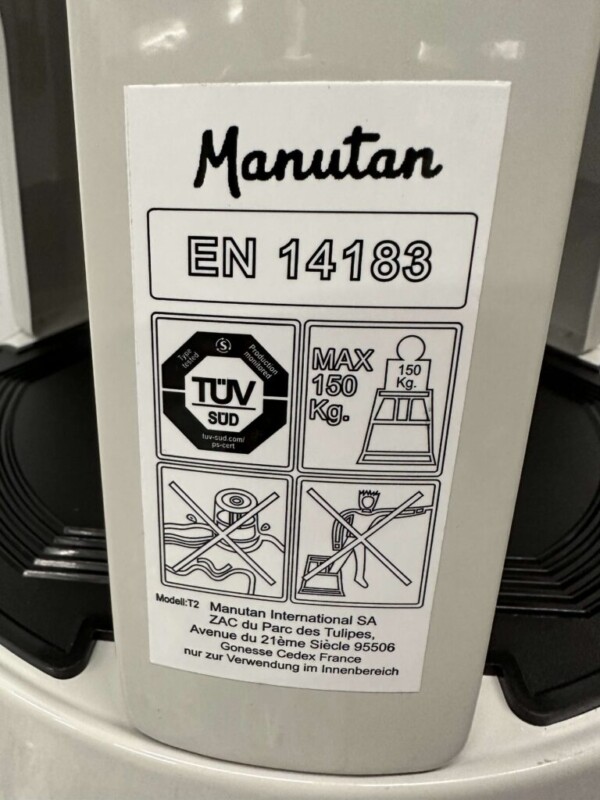 Manutan
EN 14183
Type
tested
Production
monitored
TÜV
SÜD
tuv-sud.com/
ps-cert
MAX
150
Kg.
150
Kg.
Modell:T2
Manutan International SA
ZAC du Parc des Tulipes,
Avenue du 21ème Siècle 95506
Gonesse Cedex France
nur zur Verwendung im Innenbereich